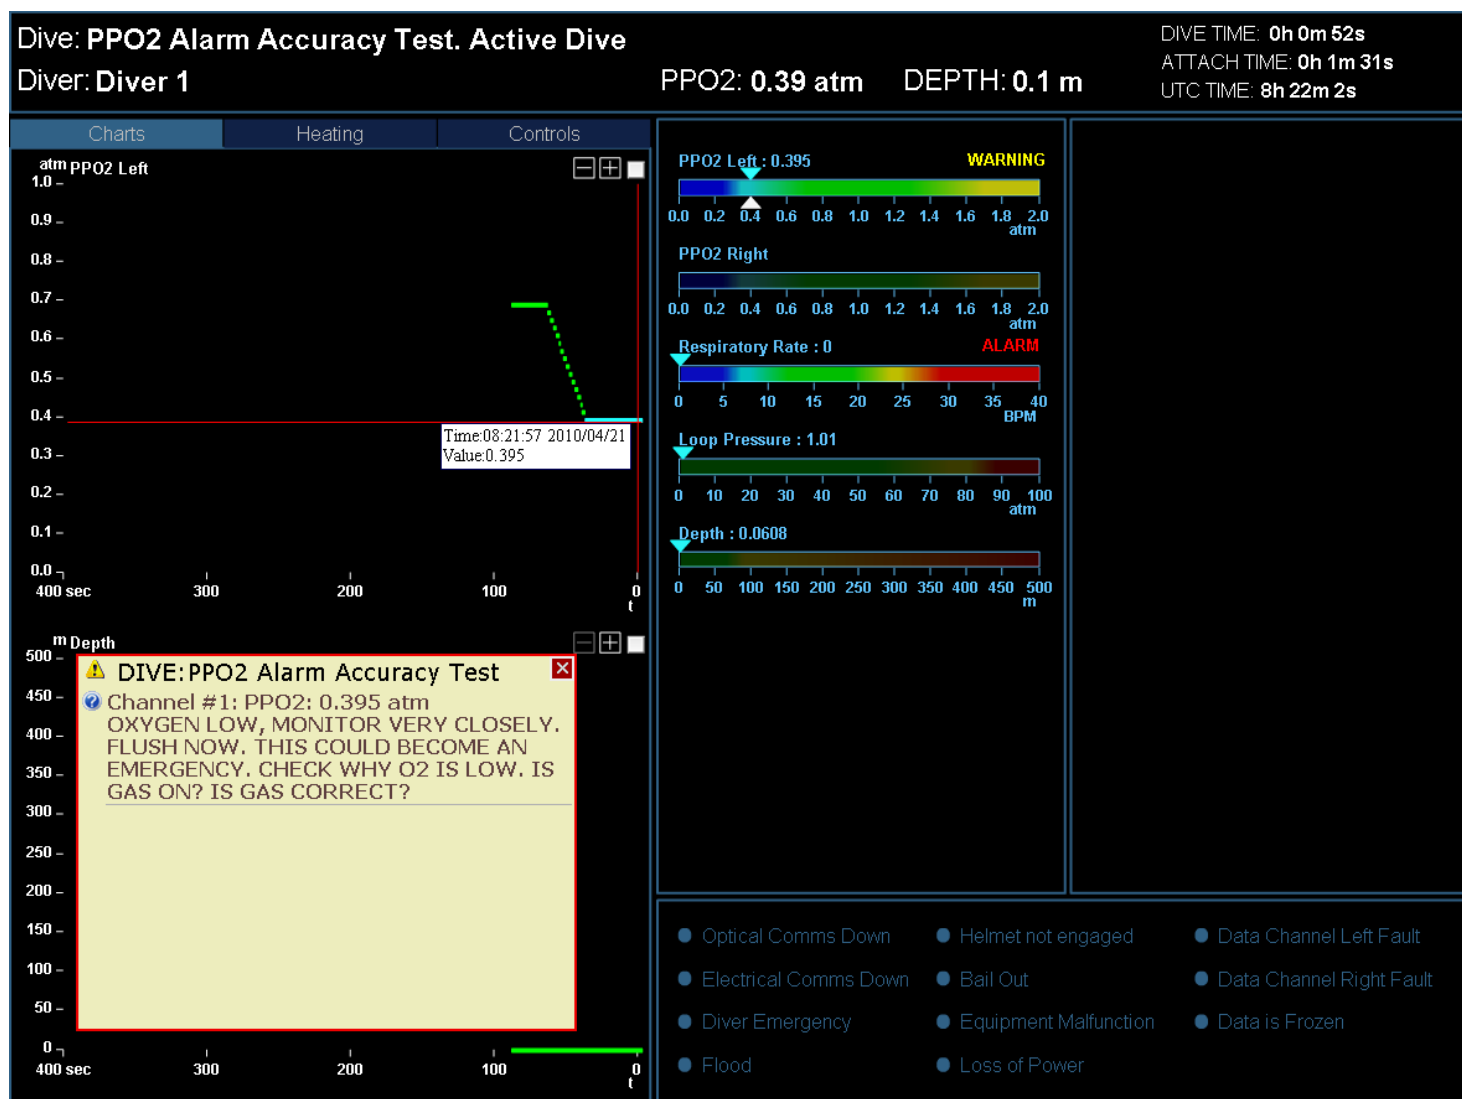 Dive: PPO2 Alarm Accuracy Test. Active Dive
Diver: Diver 1
PPO2: 0.39 atm DEPTH: 0.1 m
DIVE TIME: 0h 0m 52s
ATTACH TIME: 0h 1m 31s
UTC TIME: 8h 22m 2s
Charts Heating Controls
atm PPO2 Left
1.0
0.9
0.8
0.7
0.6
0.5
0.4
0.3
0.2
0.1
0.0
400 sec 300 200 100 0
t
Time:08:21:57 2010/04/21
Value:0.395
m Depth
500
450
400
350
300
250
200
150
100
50
0
400 sec 300 200 100 0
t
DIVE:PPO2 Alarm Accuracy Test
Channel #1: PPO2: 0.395 atm
OXYGEN LOW, MONITOR VERY CLOSELY.
FLUSH NOW. THIS COULD BECOME AN
EMERGENCY. CHECK WHY O2 IS LOW. IS
GAS ON? IS GAS CORRECT?
PPO2 Left : 0.395 WARNING
0.0 0.2 0.4 0.6 0.8 1.0 1.2 1.4 1.6 1.8 2.0
atm
PPO2 Right
0.0 0.2 0.4 0.6 0.8 1.0 1.2 1.4 1.6 1.8 2.0
atm
Respiratory Rate : 0 ALARM
0 5 10 15 20 25 30 35 40
BPM
Loop Pressure : 1.01
0 10 20 30 40 50 60 70 80 90 100
atm
Depth : 0.0608
0 50 100 150 200 250 300 350 400 450 500
m
Optical Comms Down Helmet not engaged Data Channel Left Fault
Electrical Comms Down Bail Out Data Channel Right Fault
Diver Emergency Equipment Malfunction Data is Frozen
Flood Loss of Power